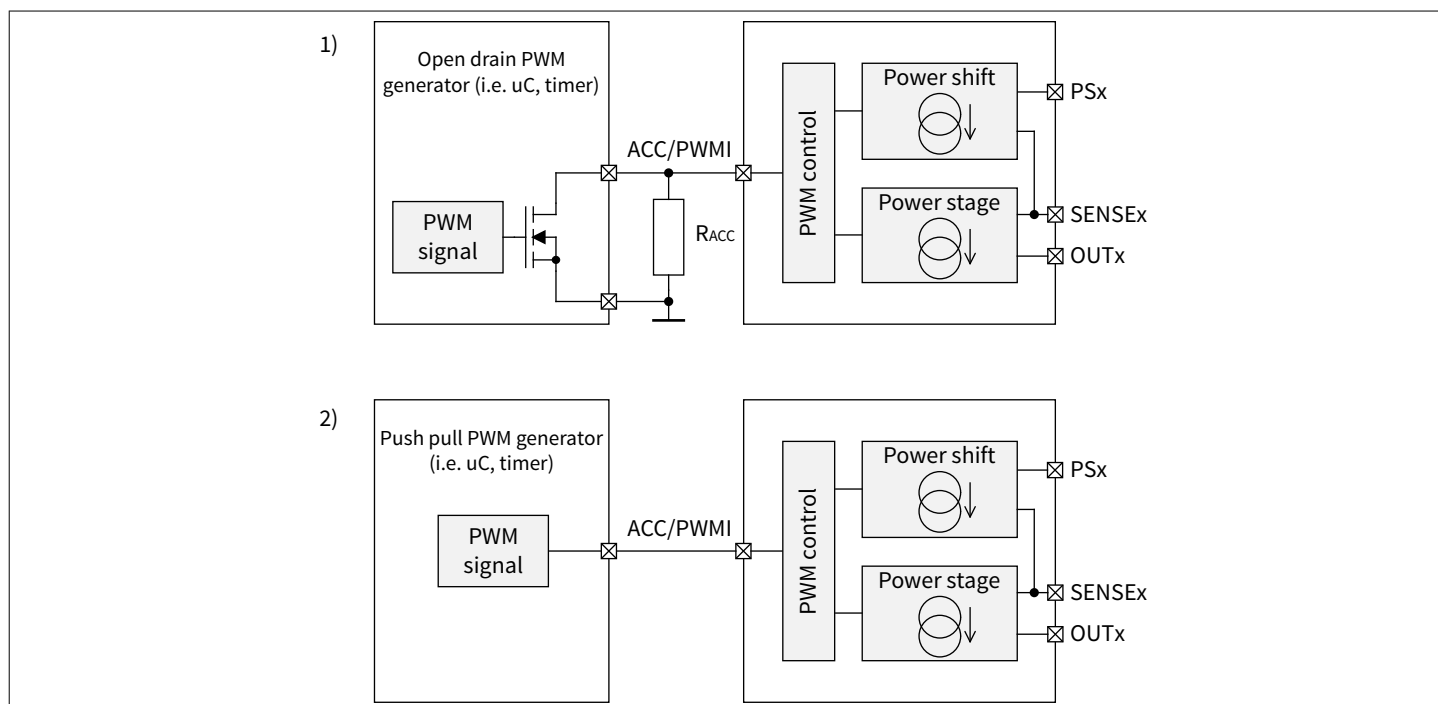 1)
Open drain PWM
generator (i.e. uC, timer)
PWM
signal
ACC/PWMI
RACC
PWM control
Power shift
Power stage
PSx
SENSEx
OUTx
2)
Push pull PWM generator
(i.e. uC, timer)
PWM
signal
ACC/PWMI
PWM control
Power shift
Power stage
PSx
SENSEx
OUTx